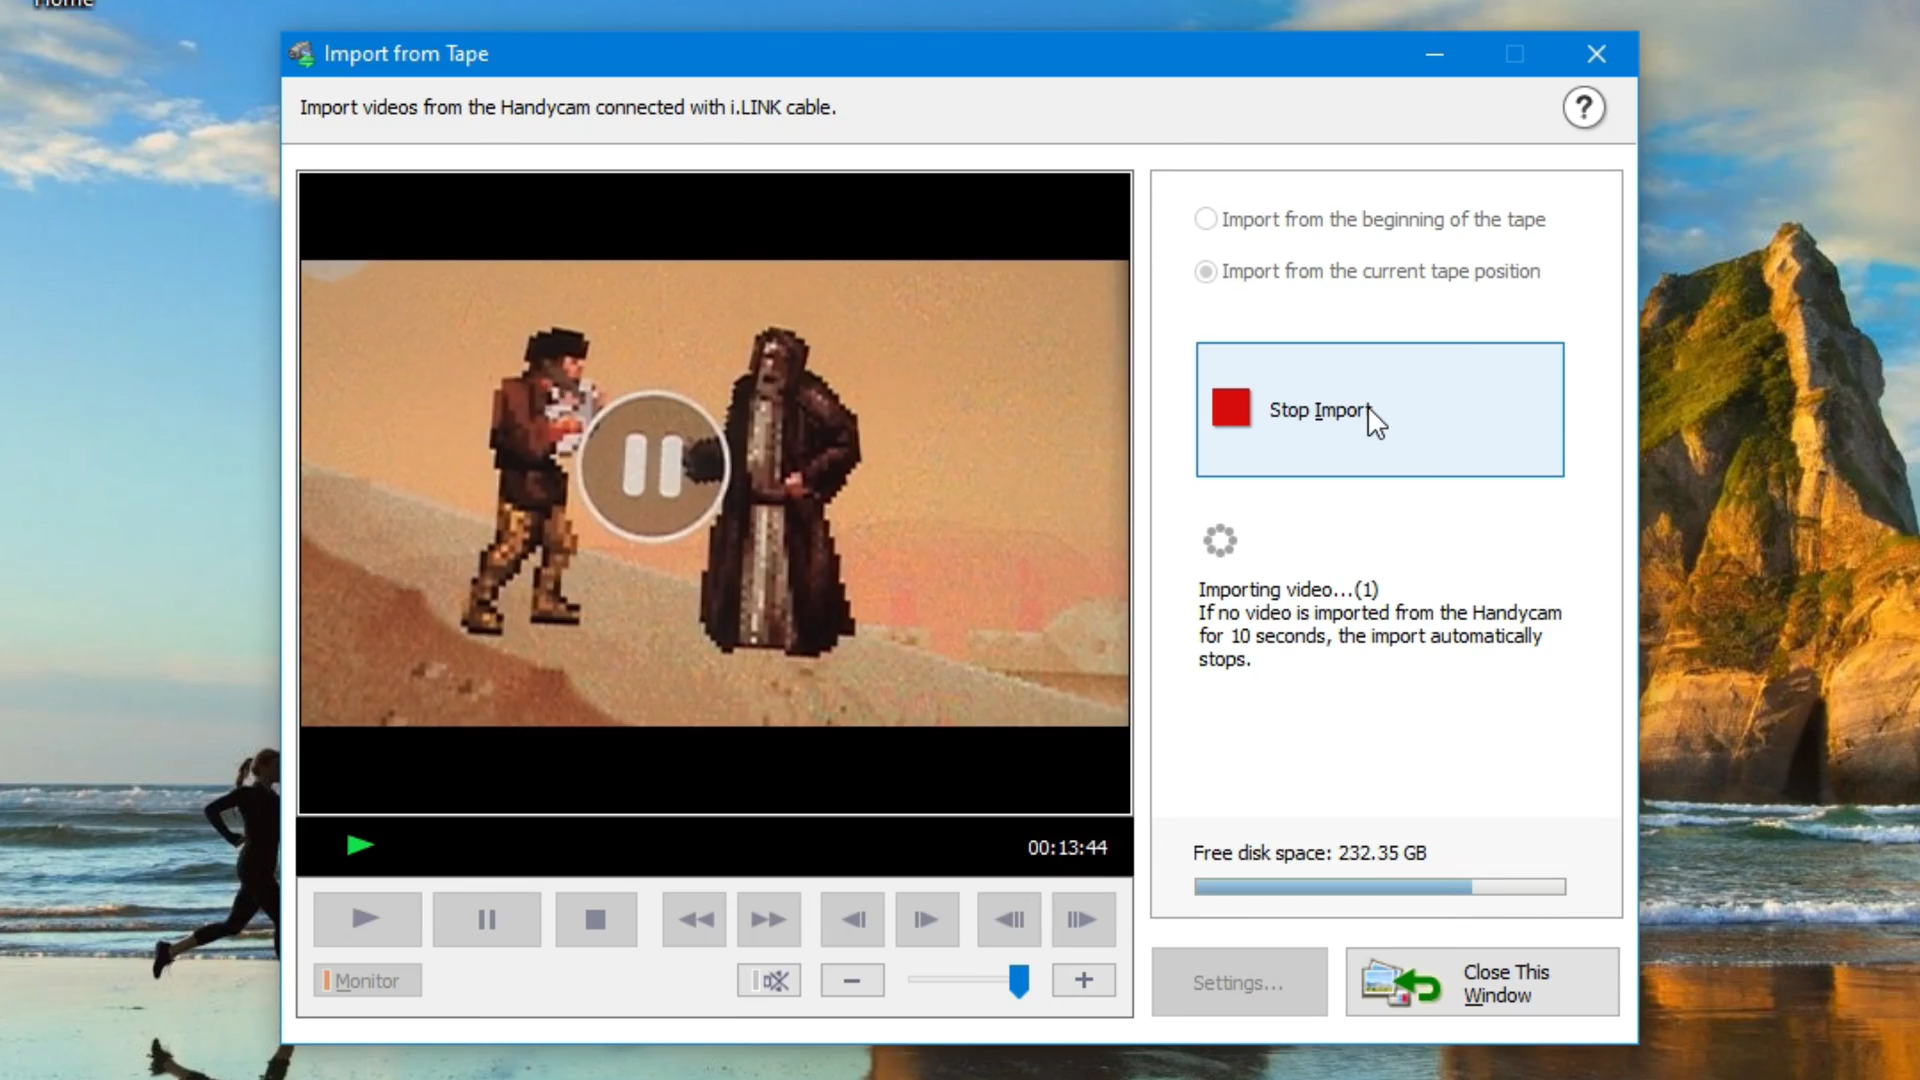 Home
Import from Tape
Import videos from the Handycam connected with i.LINK cable.
?
Import from the beginning of the tape
Import from the current tape position
Stop Import
Importing video...(1)
If no video is imported from the Handycam
for 10 seconds, the import automatically
stops.
00:13:44
Free disk space: 232.35 GB
Monitor
Settings...
Close This
Window